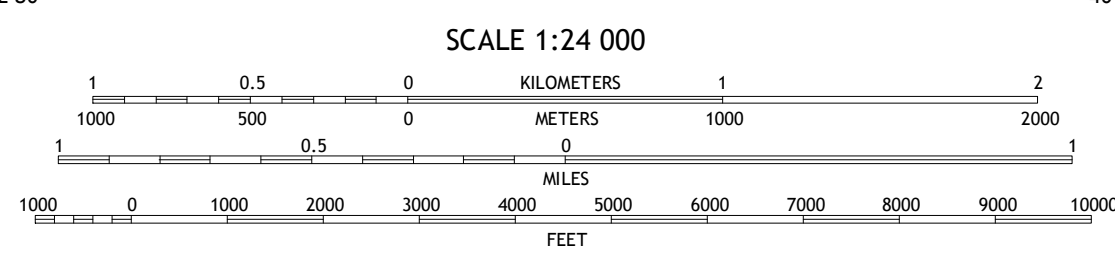 SCALE 1:24 000
1 0.5 0 KILOMETERS 1 2
1000 500 0 METERS 1000 2000
1 0.5 0 1
MILES
1000 0 1000 2000 3000 4000 5000 6000 7000 8000 9000 10000
FEET